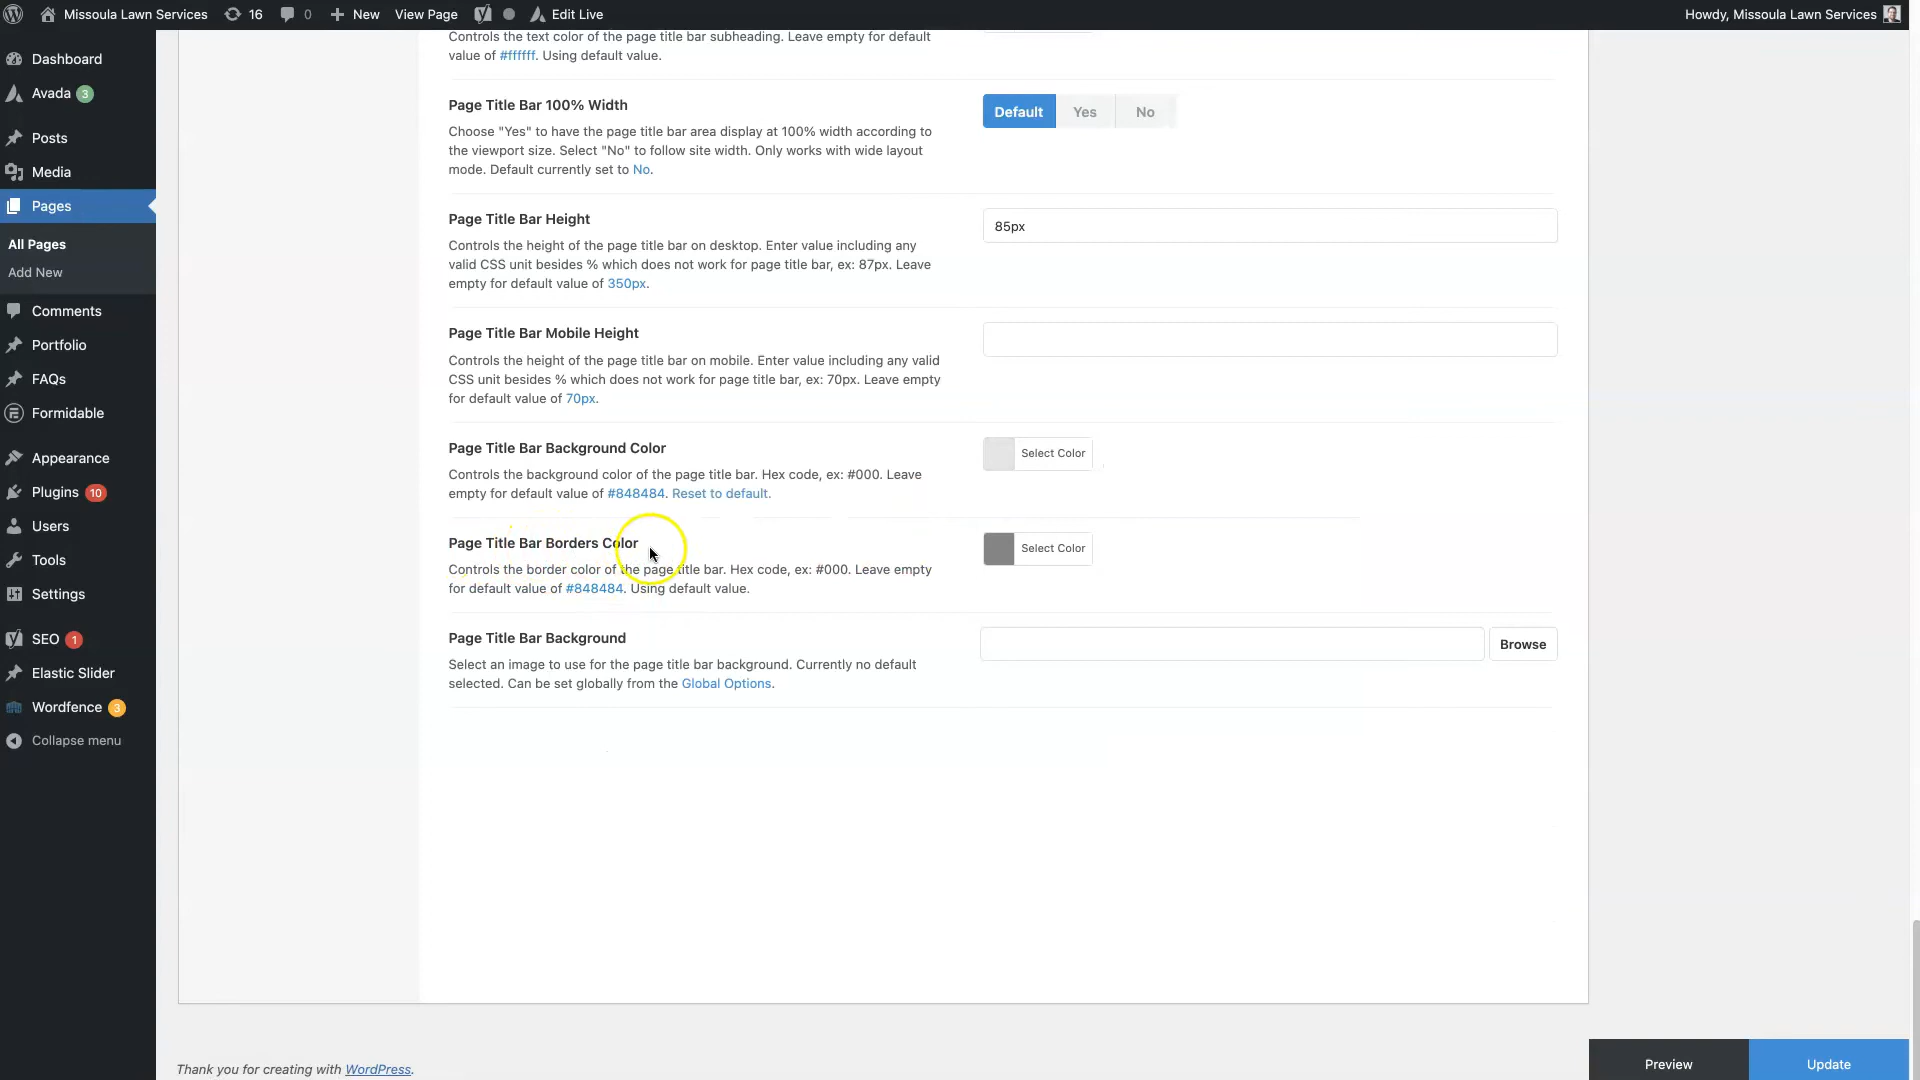 Missoula Lawn Services 16 0 New View Page Edit Live Howdy, Missoula Lawn Services
Dashboard
Avada 3
Posts
Media
Pages
All Pages
Add New
Comments
Portfolio
FAQs
Formidable
Appearance
Plugins 10
Users
Tools
Settings
SEO 1
Elastic Slider
Wordfence 3
Collapse menu
Controls the text color of the page title bar subheading. Leave empty for default
value of #ffffff. Using default value.
Page Title Bar 100% Width
Choose "Yes" to have the page title bar area display at 100% width according to
the viewport size. Select "No" to follow site width. Only works with wide layout
mode. Default currently set to No.
Default Yes No
Page Title Bar Height
Controls the height of the page title bar on desktop. Enter value including any
valid CSS unit besides % which does not work for page title bar, ex: 87px. Leave
empty for default value of 350px.
85px
Page Title Bar Mobile Height
Controls the height of the page title bar on mobile. Enter value including any valid
CSS unit besides % which does not work for page title bar, ex: 70px. Leave empty
for default value of 70px.
Page Title Bar Background Color
Controls the background color of the page title bar. Hex code, ex: #000. Leave
empty for default value of #848484. Reset to default.
Select Color
Page Title Bar Borders Color
Controls the border color of the page title bar. Hex code, ex: #000. Leave empty
for default value of #848484. Using default value.
Select Color
Page Title Bar Background
Select an image to use for the page title bar background. Currently no default
selected. Can be set globally from the Global Options.
Browse
Thank you for creating with WordPress.
Preview Update